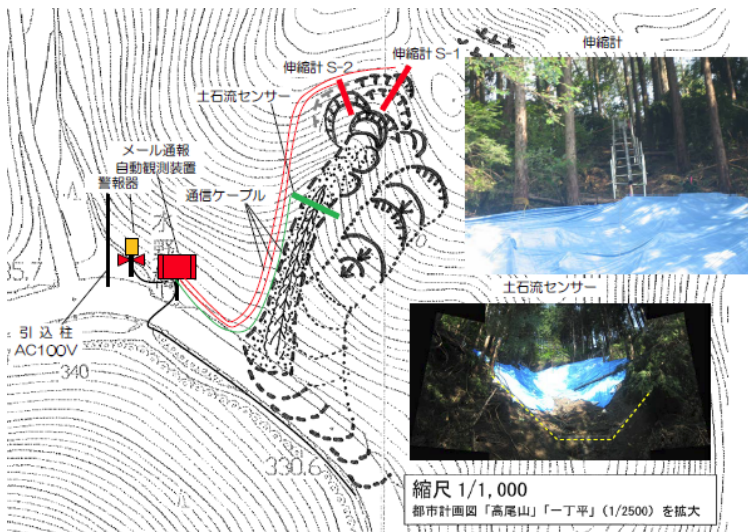 伸縮計 S-2
伸縮計 S-1
伸縮計
土石流センサー
メール通報
自動観測装置
警報器
通信ケーブル
土石流センサー
引 込 柱
AC100V
340
330.6
縮尺 1/1,000
都市計画図「高尾山」「一丁平」(1/2500) を拡大